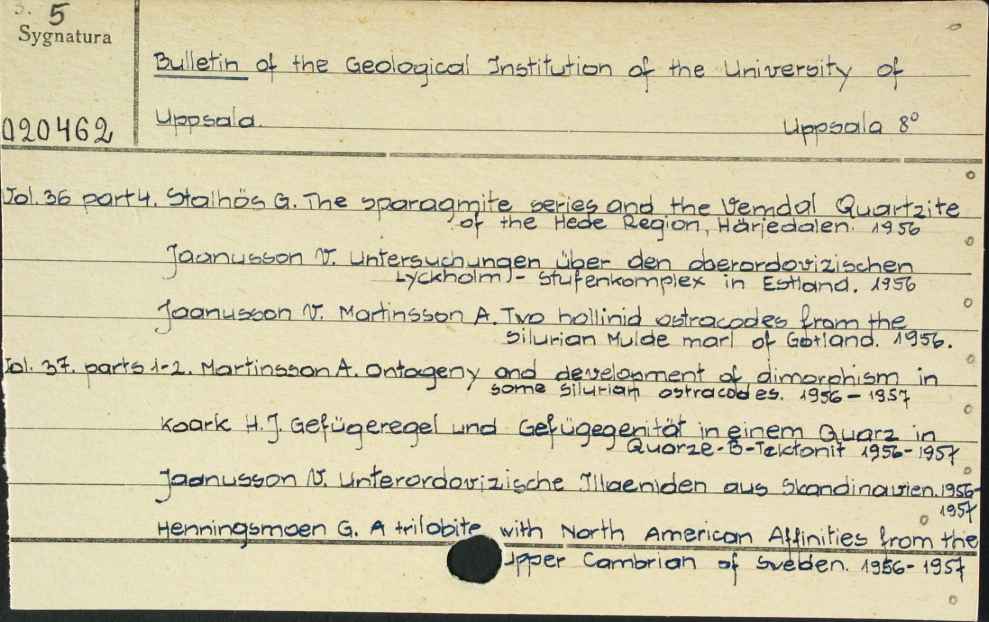 S. 5
Sygnatura
Bulletin of the Geological Institution of the University of
020462 Uppsala. Uppsala 8°
Vol. 36 part 4. Stalhös G. The sparagmite series and the Vemdal Quartzite
of the Hede Region, Härjedalen. 1956
Jaanusson V. Untersuchungen über den oberordovizischen
Lyckholm - Stufenkomplex in Estland. 1956
Jaanusson V. Martinsson A. Two hollinid ostracodes from the
Silurian Mulde marl of Gotland. 1956.
Vol. 37. parts 1-2. Martinsson A. Ontogeny and development of dimorphism in
some Silurian ostracodes. 1956-1957
Koark H.J. Gefügeregel und Gefügegenität in einem Quarz in
Quarze-B-Tektonit 1956-1957
Jaanusson V. Unterordovizische Illaeniden aus Skandinavien. 1956-
1957
Henningsmoen G. A trilobite with North American Affinities from the
Upper Cambrian of Sweden. 1956-1957